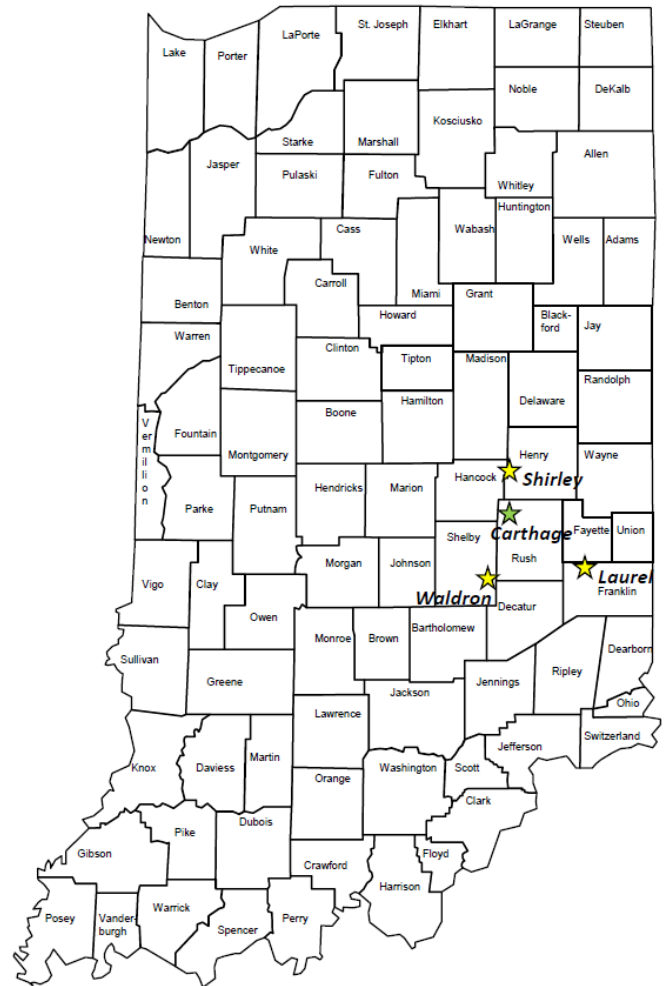 St. Joseph
Elkhart
LaGrange
Steuben
LaPorte
Lake
Porter
Noble
DeKalb
Kosciusko
Starke
Marshall
Allen
Jasper
Pulaski
Fulton
Whitley
Huntington
Newton
White
Cass
Wabash
Wells
Adams
Carroll
Miami
Grant
Benton
Howard
Black-
ford
Jay
Warren
Clinton
Tipton
Madison
Tippecanoe
Randolph
Hamilton
Delaware
Boone
Vermillion
Fountain
Montgomery
Henry
Wayne
Hancock
Shirley
Hendricks
Marion
Parke
Putnam
Carthage
Fayette
Union
Shelby
Rush
Morgan
Johnson
Laurel
Vigo
Clay
Waldron
Franklin
Decatur
Owen
Monroe
Brown
Bartholomew
Dearborn
Sullivan
Greene
Ripley
Jennings
Jackson
Ohio
Lawrence
Switzerland
Jefferson
Knox
Daviess
Martin
Washington
Scott
Orange
Clark
Dubois
Pike
Gibson
Floyd
Crawford
Harrison
Warrick
Posey
Vander-
burgh
Perry
Spencer